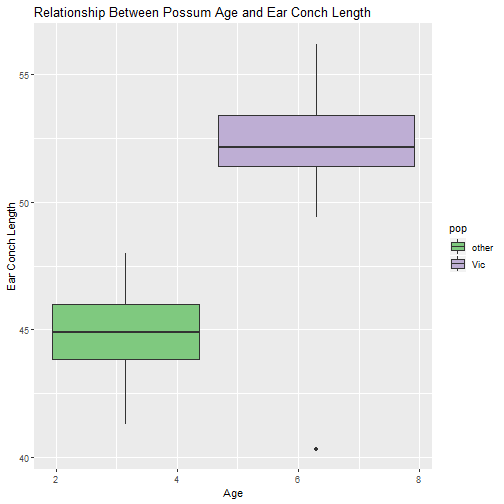 Relationship Between Possum Age and Ear Conch Length
55
50
45
40
Ear Conch Length
2 4 6 8
Age
pop
other
Vic